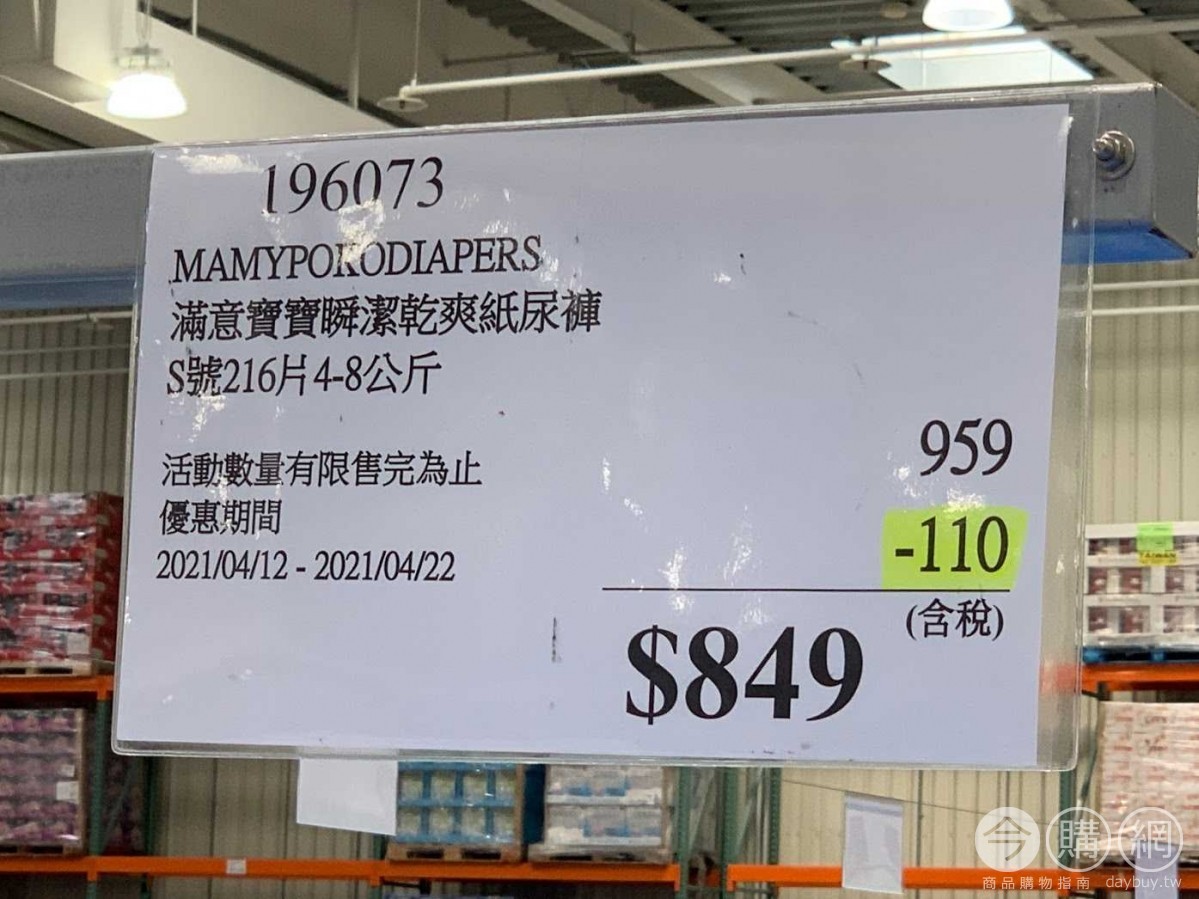 196073
MAMYPOKODIAPERS
滿意寶寶瞬潔乾爽紙尿褲
S號216片4-8公斤
959
活動數量有限售完為止
優惠期間
-110
2021/04/12 - 2021/04/22
(含稅)
$849
TAIWAN
今購網
商品購物指南 daybuy.tw